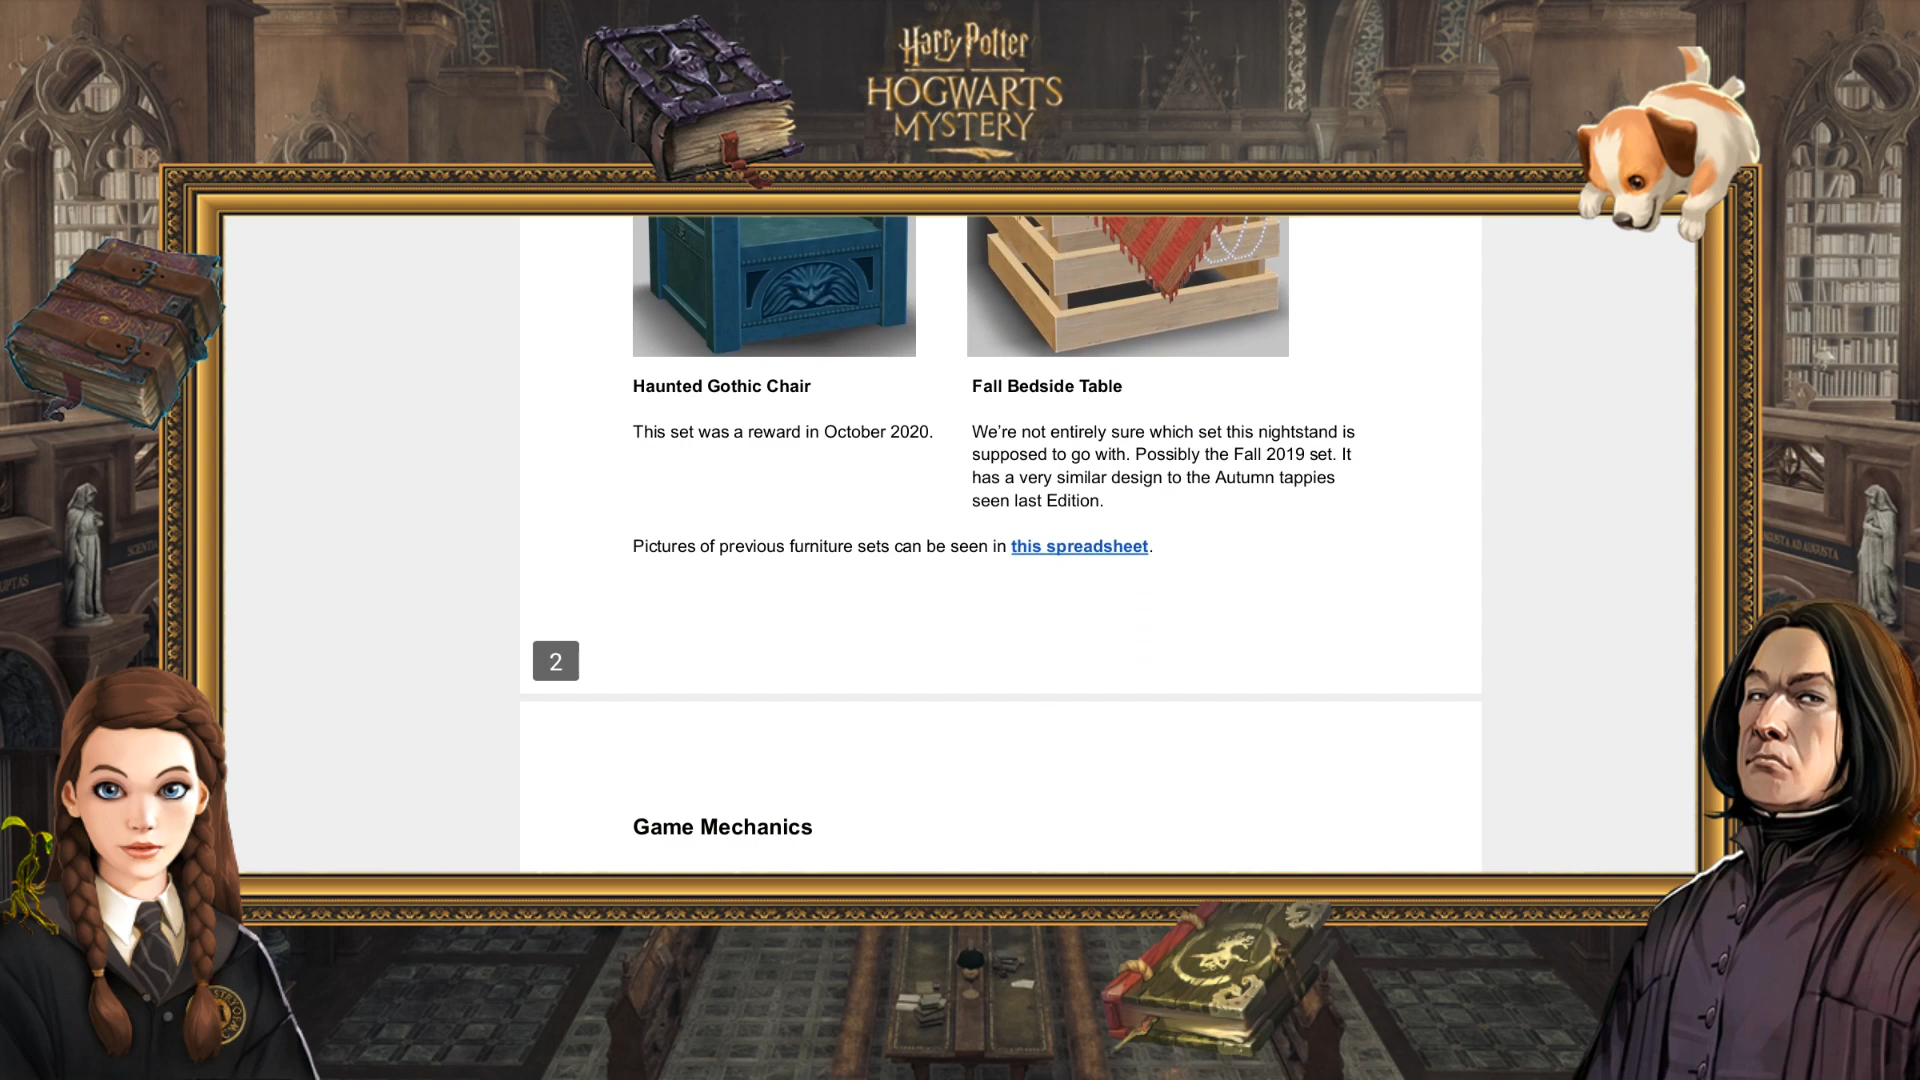 Harry Potter
HOGWARTS
MYSTERY
Haunted Gothic Chair
This set was a reward in October 2020.
Fall Bedside Table
We’re not entirely sure which set this nightstand is
supposed to go with. Possibly the Fall 2019 set. It
has a very similar design to the Autumn tappies
seen last Edition.
Pictures of previous furniture sets can be seen in this spreadsheet.
2
Game Mechanics